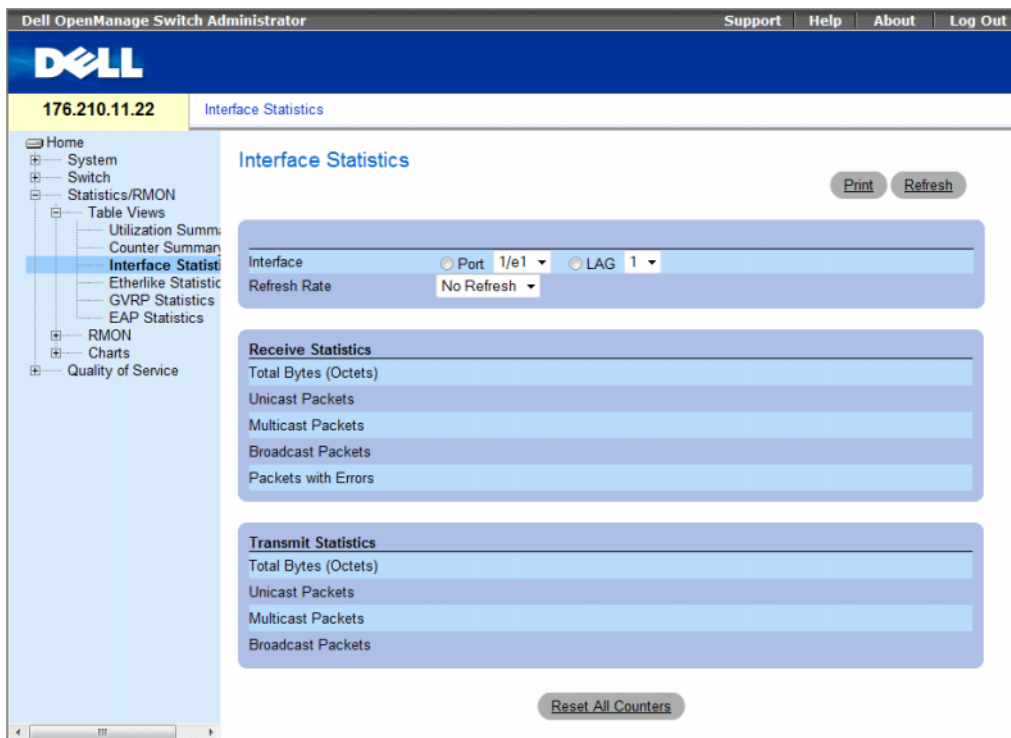 Dell OpenManage Switch Administrator
Support Help About Log Out
DELL
176.210.11.22
Interface Statistics
Home
System
Switch
Statistics/RMON
Table Views
Utilization Summa
Counter Summary
Interface Statisti
Etherlike Statistic
GVRP Statistics
EAP Statistics
RMON
Charts
Quality of Service
Interface Statistics
Print Refresh
Interface Port 1/e1 LAG 1
Refresh Rate No Refresh
Receive Statistics
Total Bytes (Octets)
Unicast Packets
Multicast Packets
Broadcast Packets
Packets with Errors
Transmit Statistics
Total Bytes (Octets)
Unicast Packets
Multicast Packets
Broadcast Packets
Reset All Counters